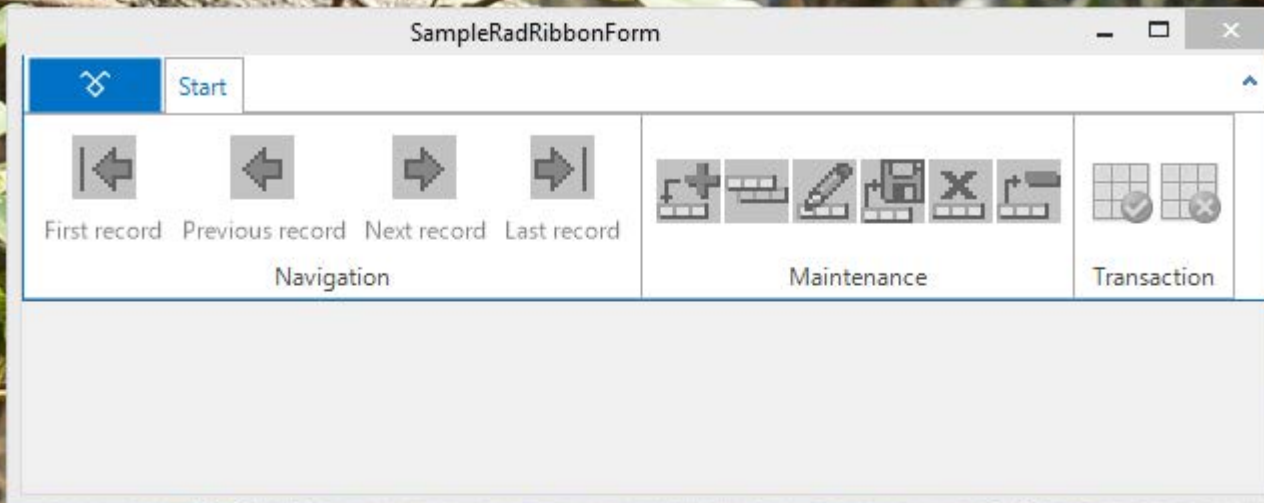 SampleRadRibbonForm
Start
First record Previous record Next record Last record
Navigation Maintenance Transaction